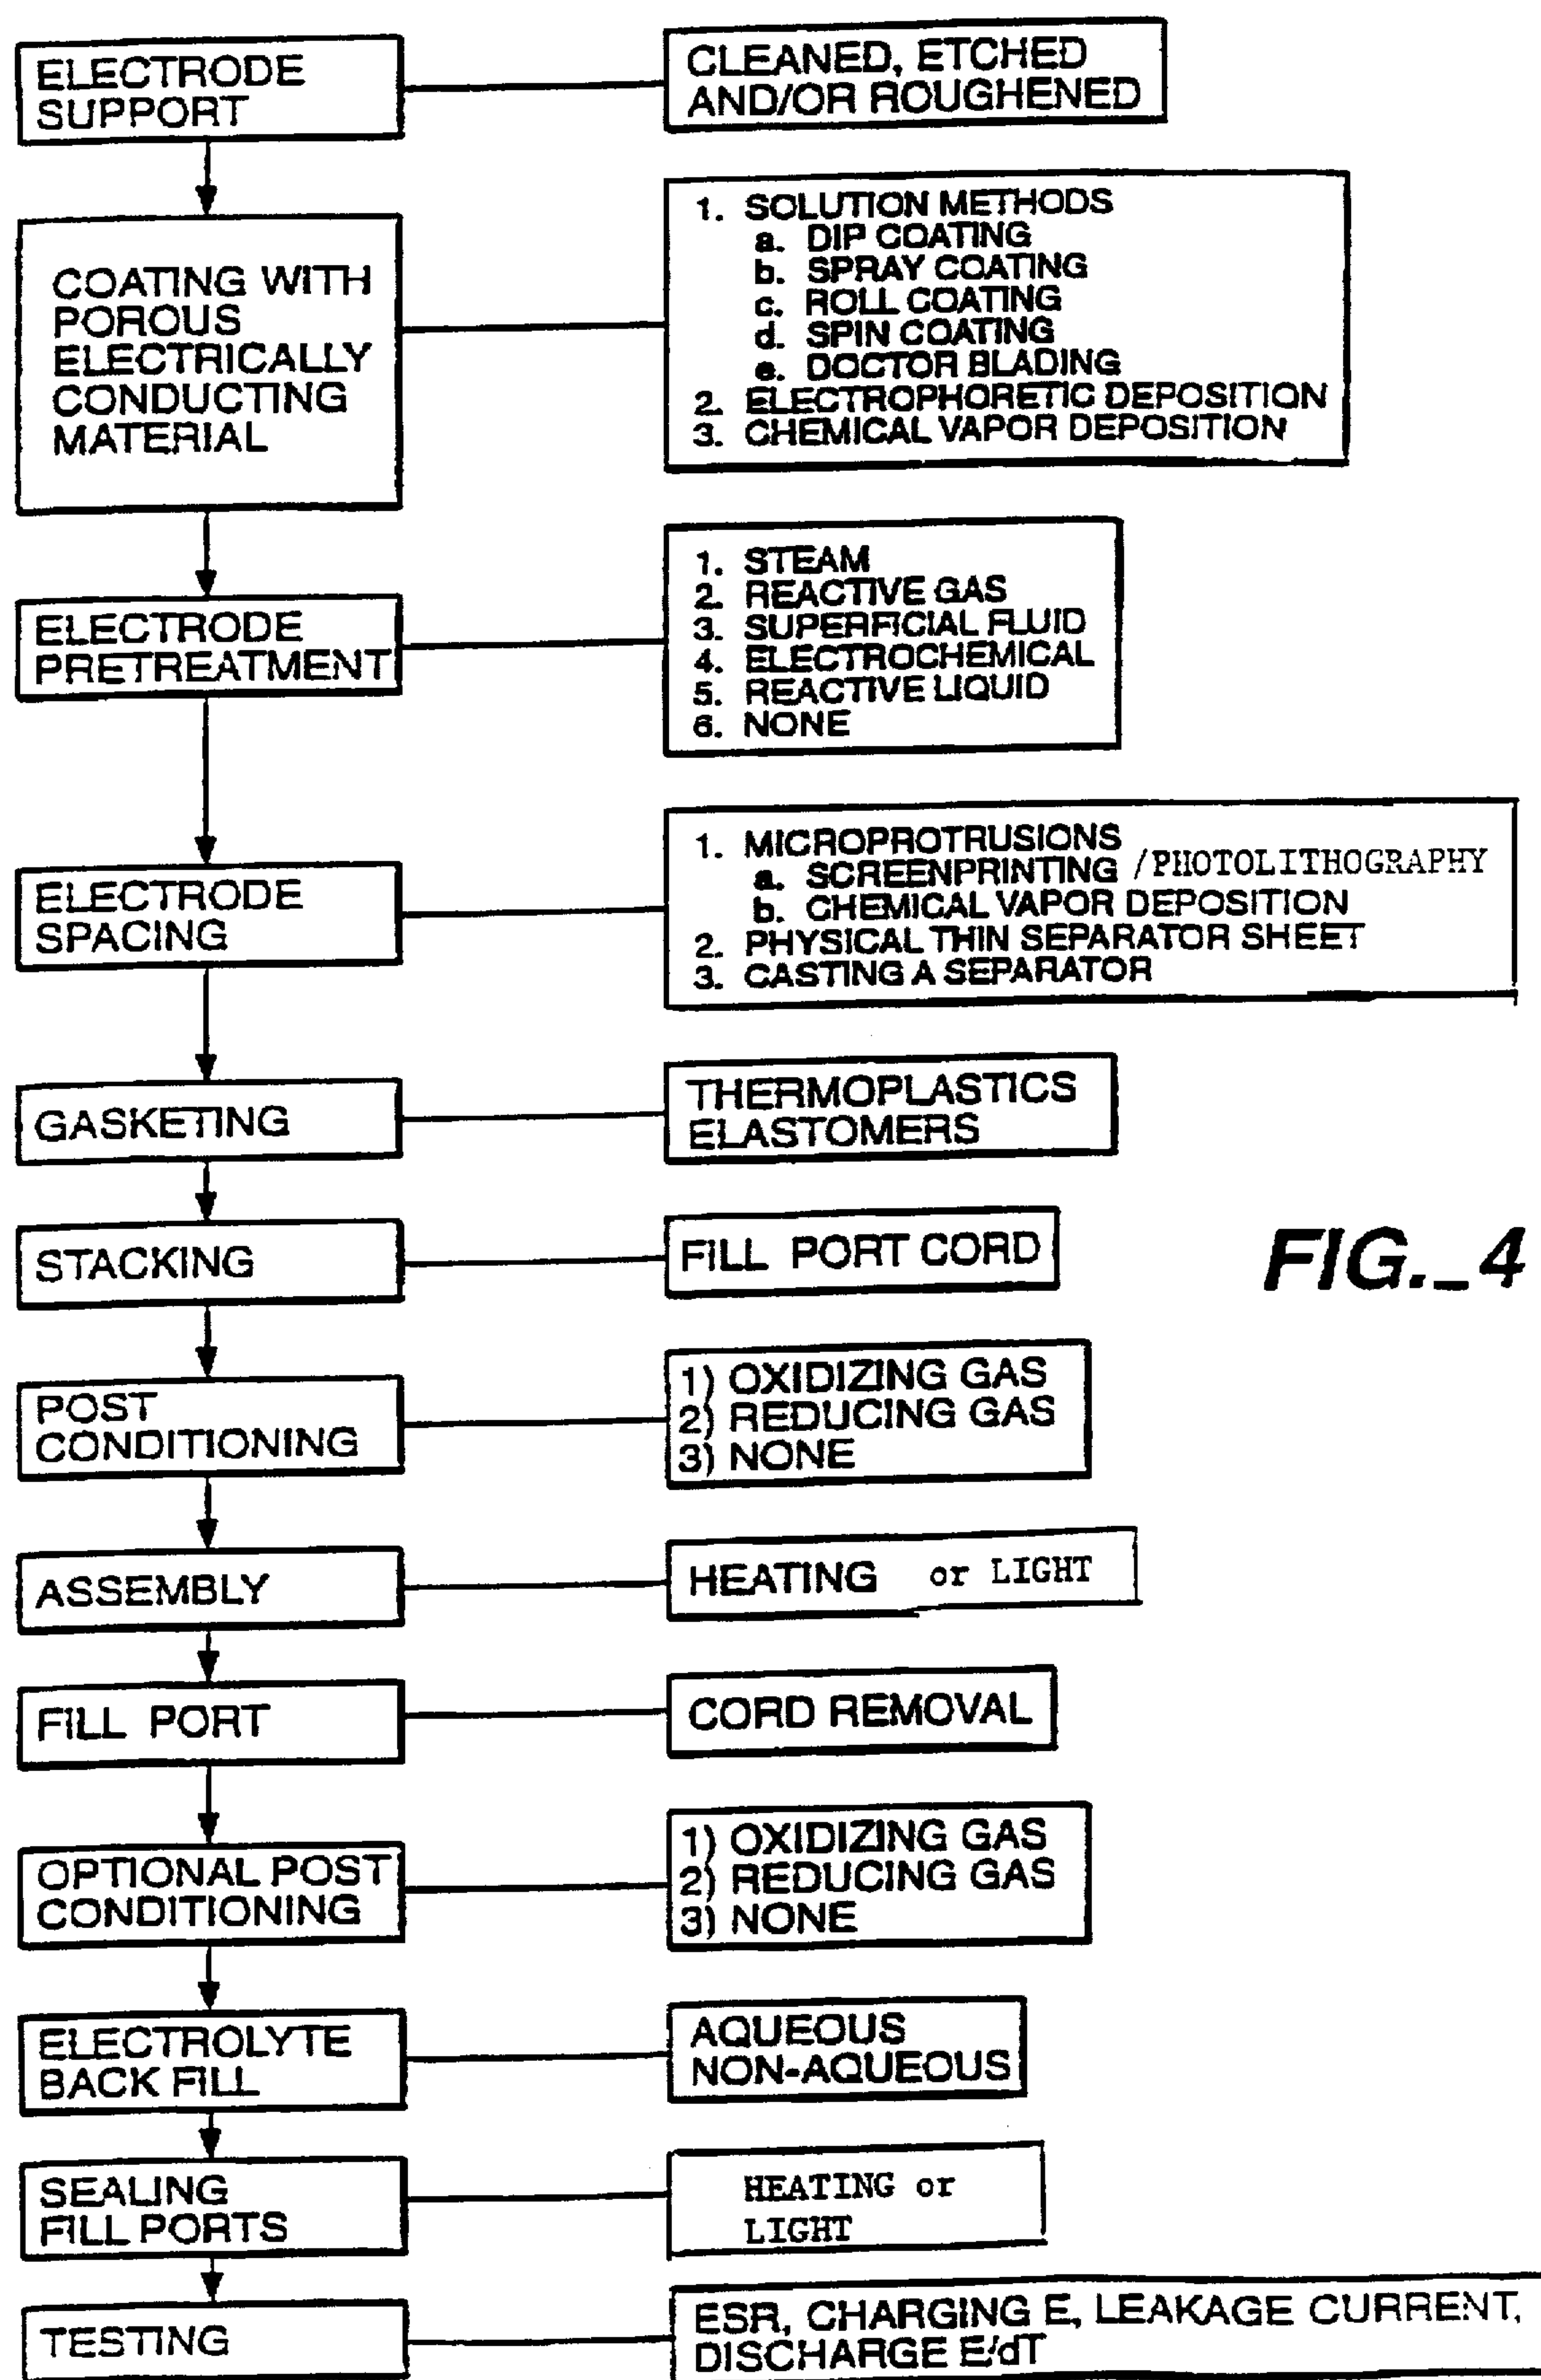 ELECTRODE
SUPPORT
CLEANED, ETCHED
AND/OR ROUGHENED
COATING WITH
POROUS
ELECTRICALLY
CONDUCTING
MATERIAL
1. SOLUTION METHODS
a. DIP COATING
b. SPRAY COATING
c. ROLL COATING
d. SPIN COATING
e. DOCTOR BLADING
2. ELECTROPHORETIC DEPOSITION
3. CHEMICAL VAPOR DEPOSITION
ELECTRODE
PRETREATMENT
1. STEAM
2. REACTIVE GAS
3. SUPERFICIAL FLUID
4. ELECTROCHEMICAL
5. REACTIVE LIQUID
6. NONE
ELECTRODE
SPACING
1. MICROPROTRUSIONS
a. SCREENPRINTING /PHOTOLITHOGRAPHY
b. CHEMICAL VAPOR DEPOSITION
2. PHYSICAL THIN SEPARATOR SHEET
3. CASTING A SEPARATOR
GASKETING
THERMOPLASTICS
ELASTOMERS
STACKING
FILL PORT CORD
FIG._4
POST
CONDITIONING
1) OXIDIZING GAS
2) REDUCING GAS
3) NONE
ASSEMBLY
HEATING or LIGHT
FILL PORT
CORD REMOVAL
OPTIONAL POST
CONDITIONING
1) OXIDIZING GAS
2) REDUCING GAS
3) NONE
ELECTROLYTE
BACK FILL
AQUEOUS
NON-AQUEOUS
SEALING
FILL PORTS
HEATING or
LIGHT
TESTING
ESR, CHARGING E, LEAKAGE CURRENT,
DISCHARGE E/dT